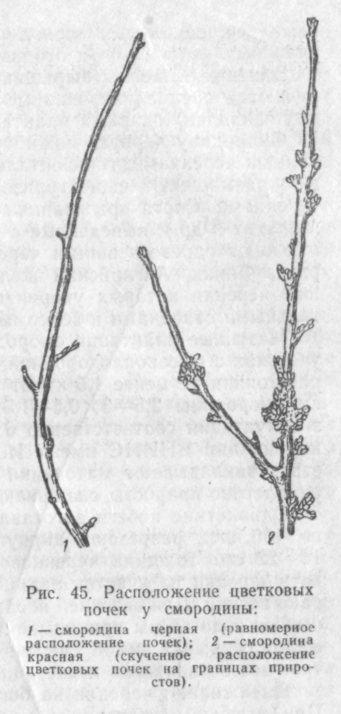 1
2
Рис. 45. Расположение цветковых
почек у смородины:
1 — смородина черная (равномерное
расположение почек); 2 — смородина
красная (скученное расположение
цветковых почек на границах приро-
стов).